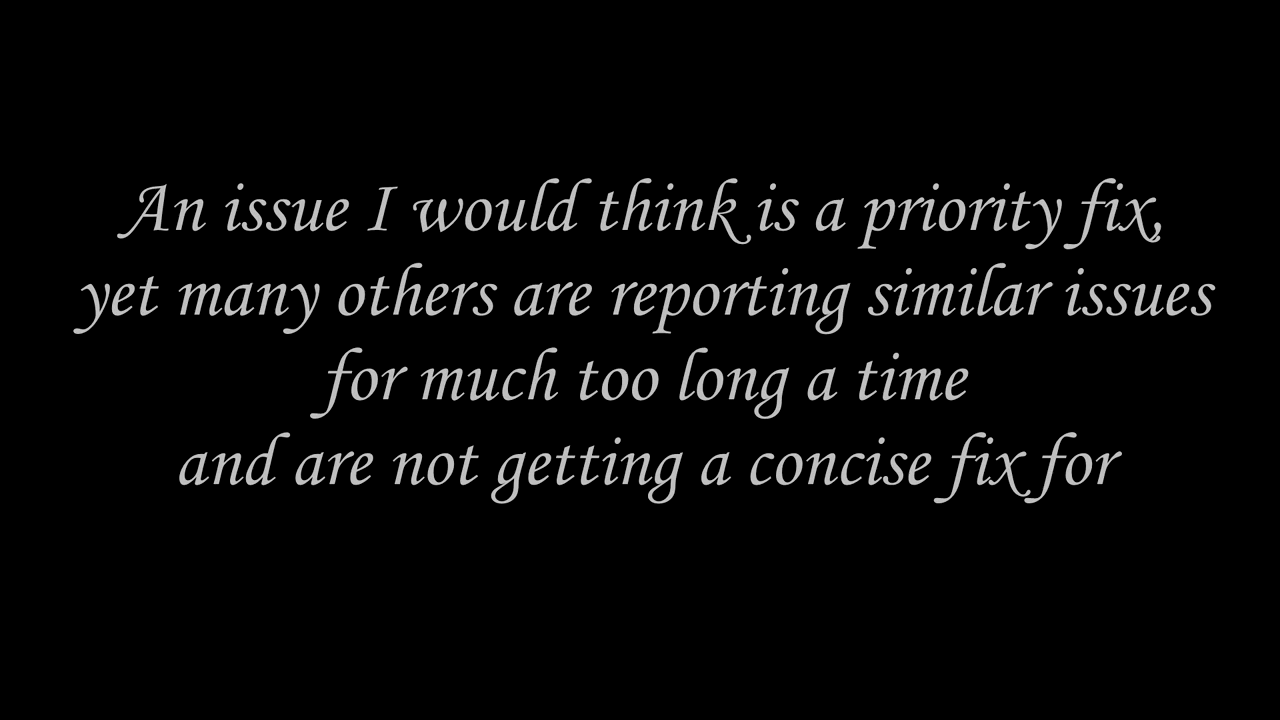 An issue I would think is a priority fix,
yet many others are reporting similar issues
for much too long a time
and are not getting a concise fix for